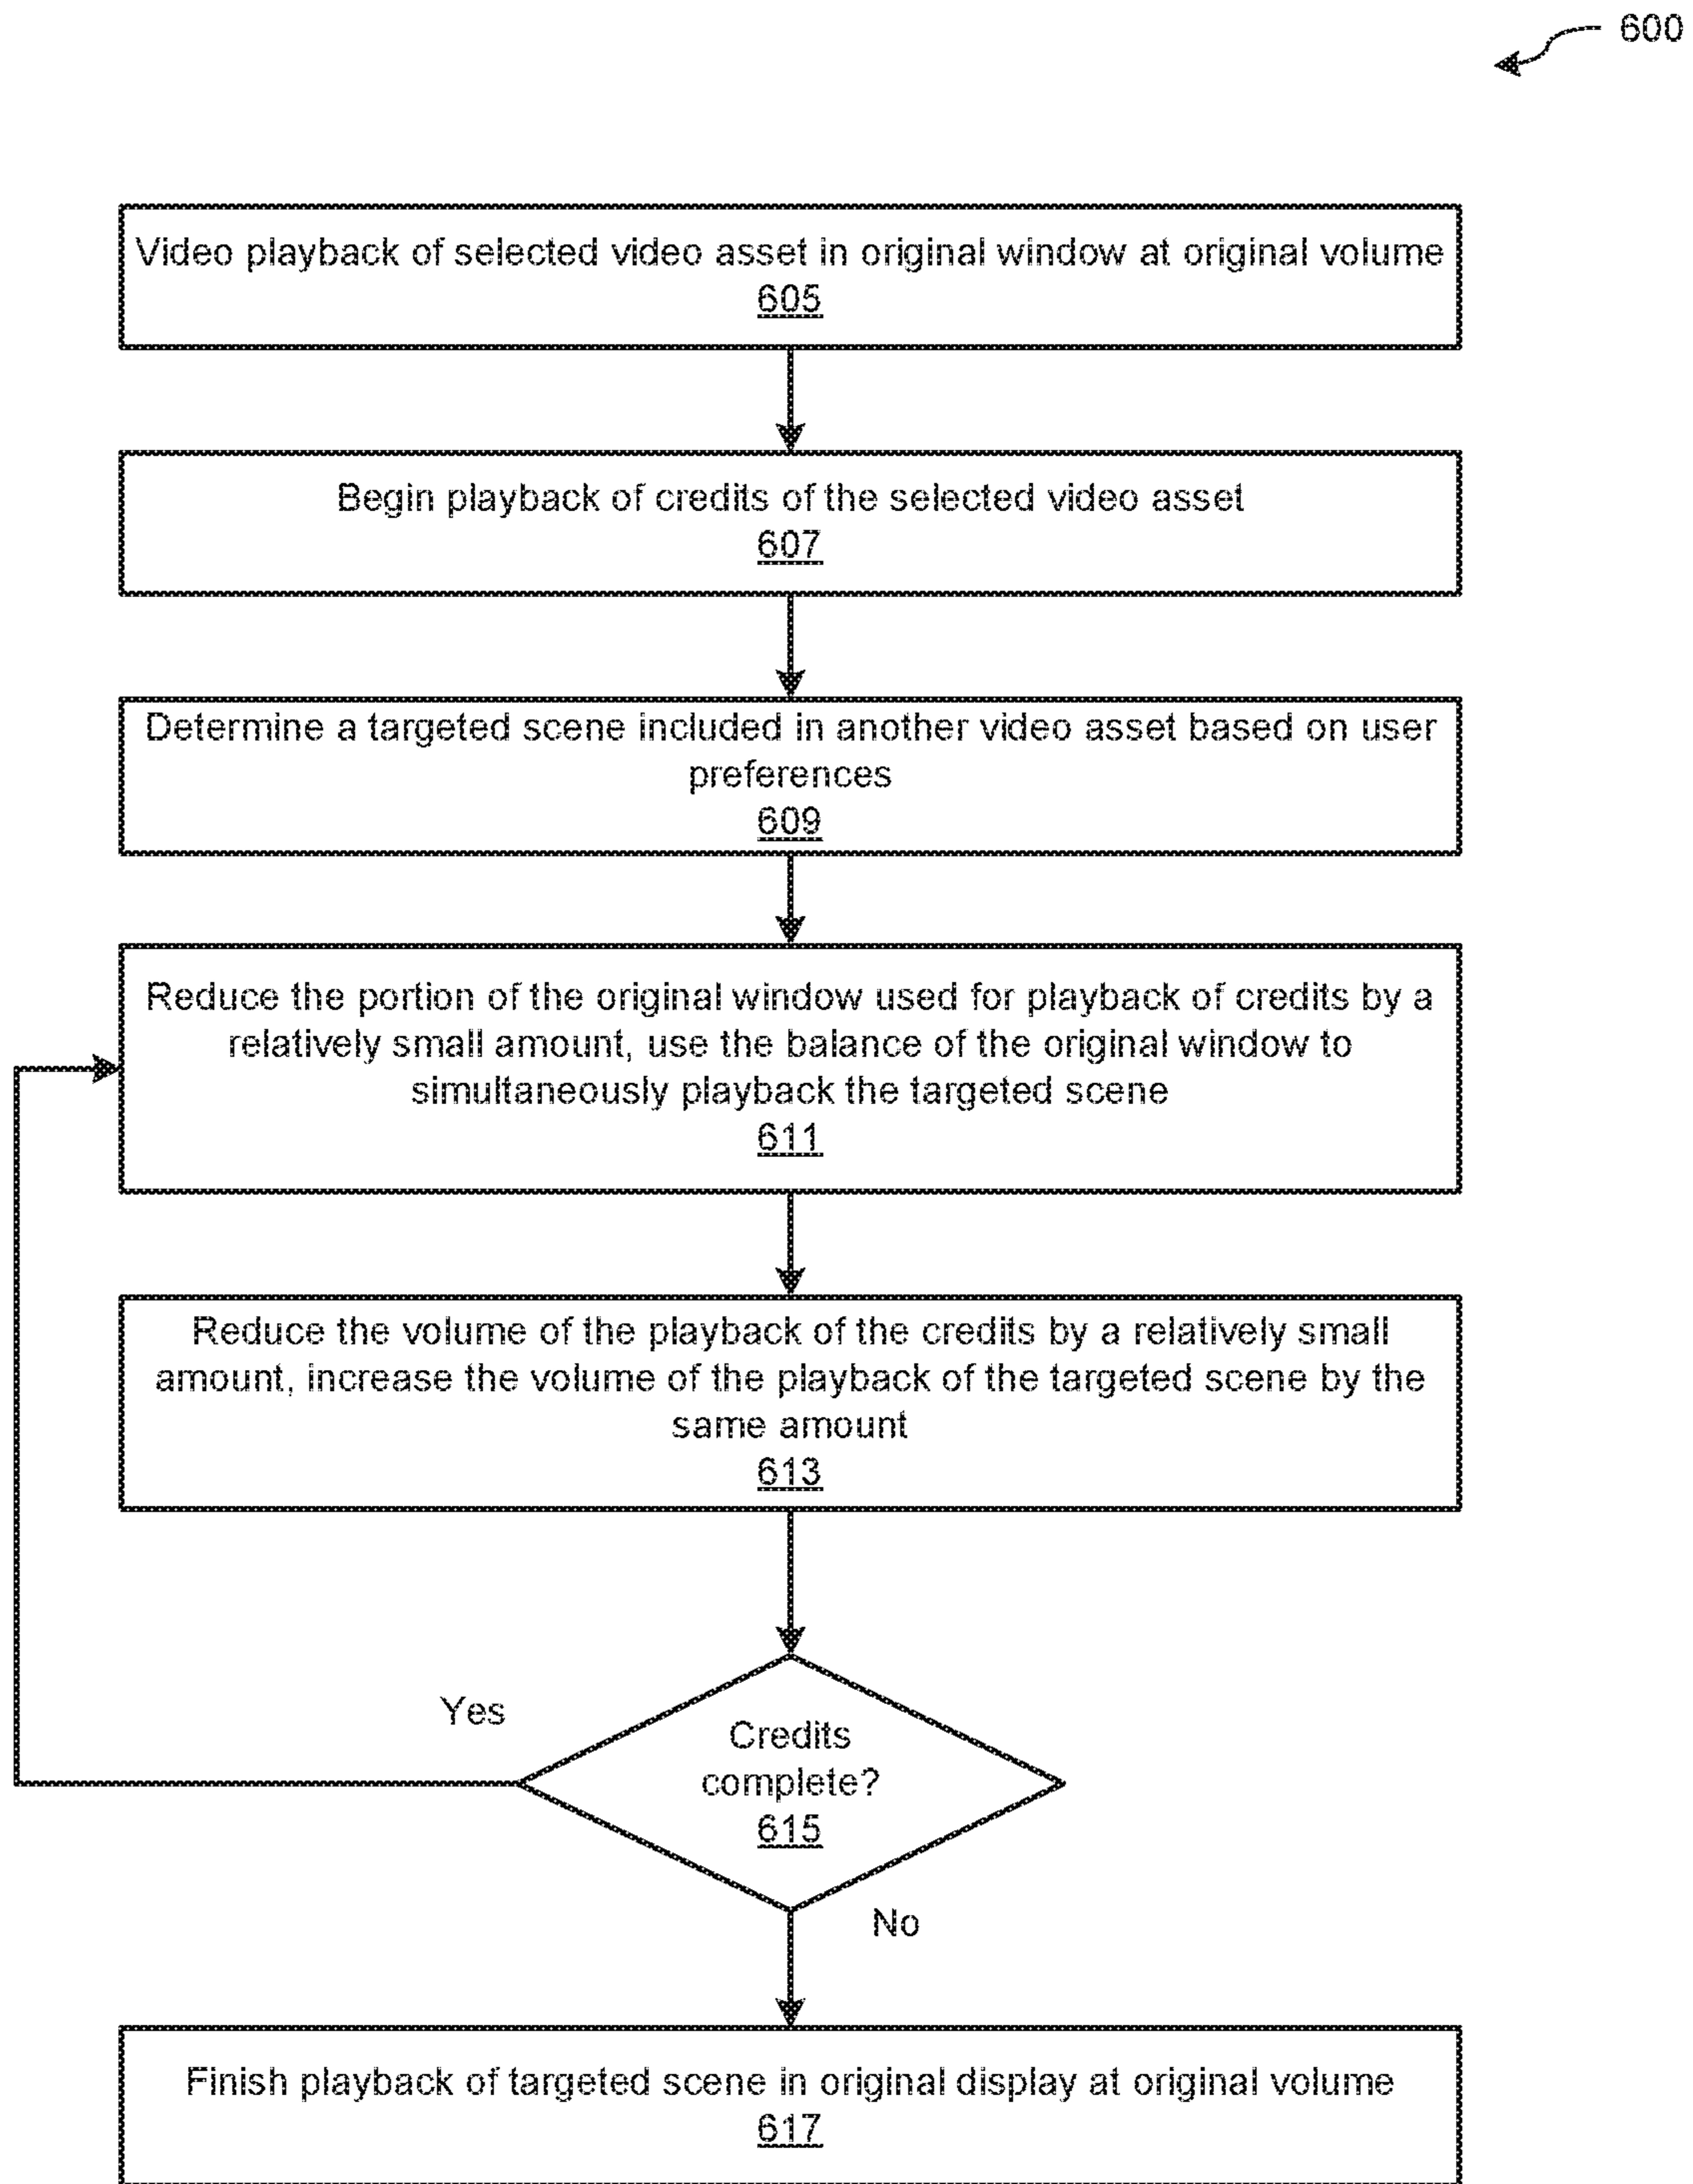 600
Video playback of selected video asset in original window at original volume
605
Begin playback of credits of the selected video asset
607
Determine a targeted scene included in another video asset based on user
preferences
609
Reduce the portion of the original window used for playback of credits by a
relatively small amount, use the balance of the original window to
simultaneously playback the targeted scene
611
Reduce the volume of the playback of the credits by a relatively small
amount, increase the volume of the playback of the targeted scene by the
same amount
613
Yes
Credits
complete?
615
No
Finish playback of targeted scene in original display at original volume
617